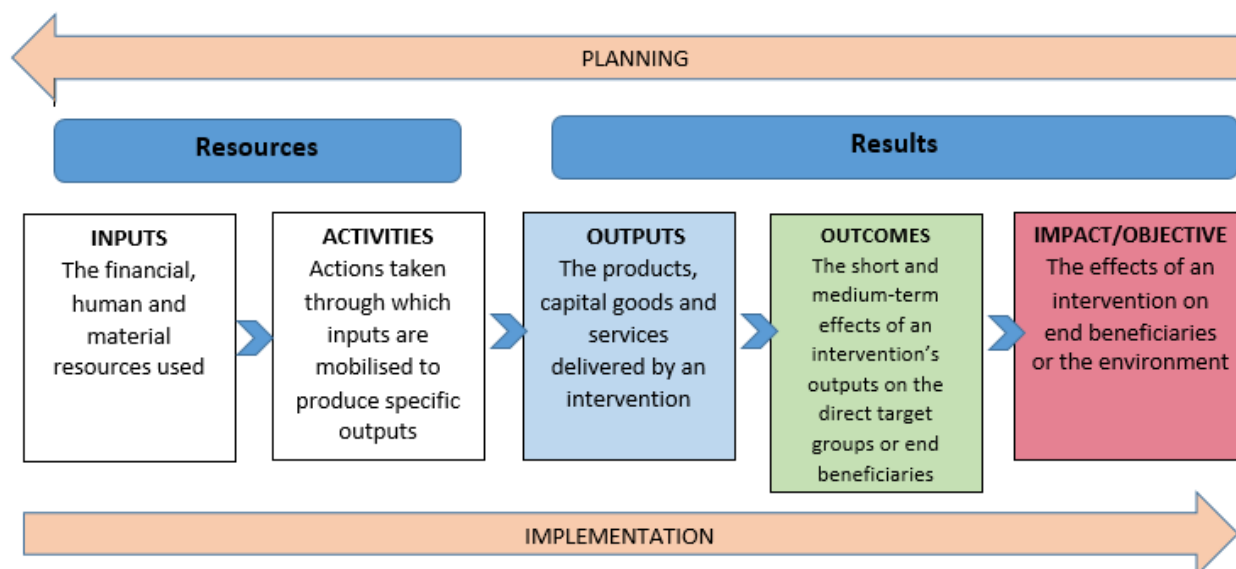 PLANNING
Resources
Results
INPUTS
The financial,
human and
material
resources used
ACTIVITIES
Actions taken
through which
inputs are
mobilised to
produce specific
outputs
OUTPUTS
The products,
capital goods and
services
delivered by an
intervention
OUTCOMES
The short and
medium-term
effects of an
intervention's
outputs on the
direct target
groups or end
beneficiaries
IMPACT/OBJECTIVE
The effects of an
intervention on
end beneficiaries
or the environment
IMPLEMENTATION